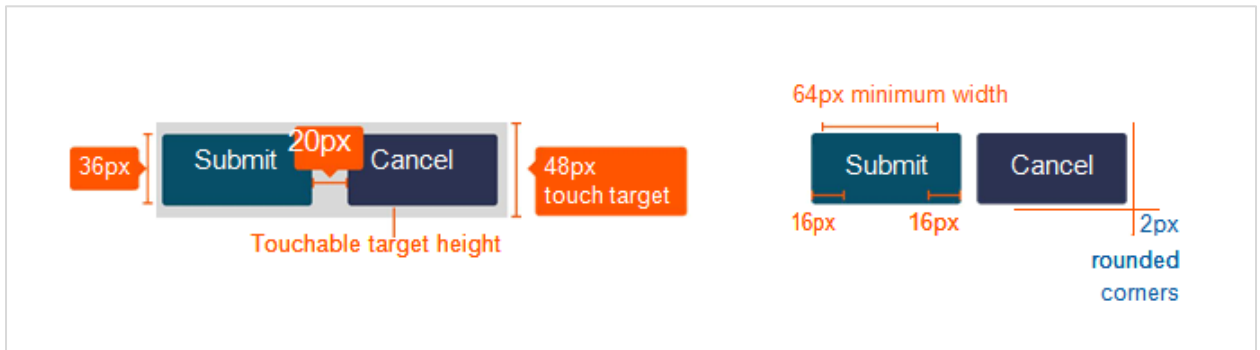 36px
Submit
20px
Cancel
48px
touch target
Touchable target height
64px minimum width
Submit
Cancel
16px
16px
2px
rounded
corners